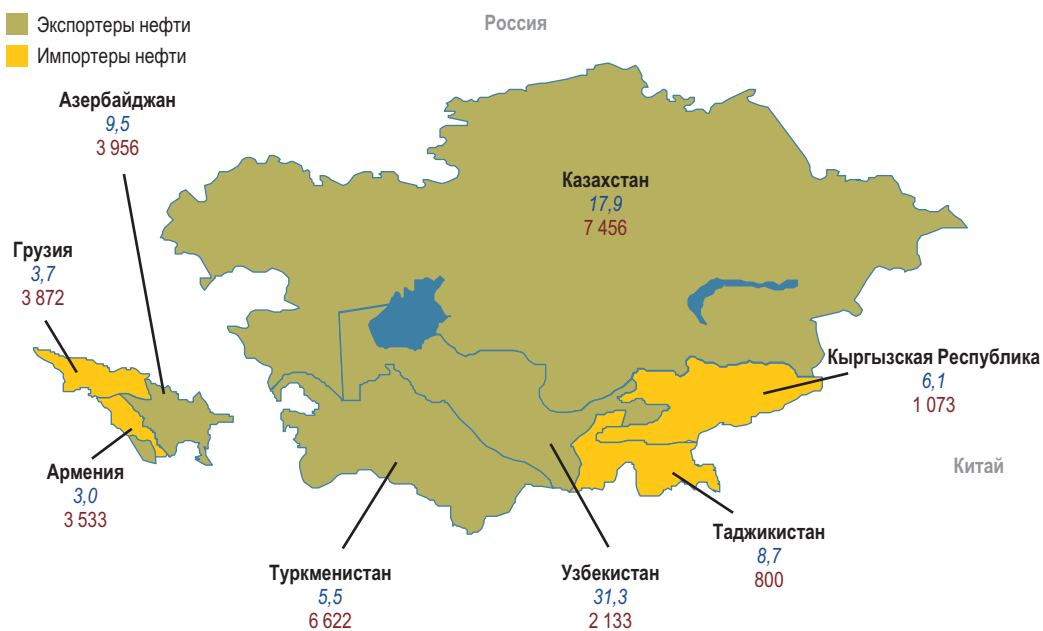 Экспортеры нефти
Импортеры нефти
Россия
Азербайджан
9,5
3 956
Казахстан
17,9
7 456
Грузия
3,7
3 872
Кыргызская Республика
6,1
1 073
Армения
3,0
3 533
Китай
Таджикистан
8,7
800
Туркменистан
5,5
6 622
Узбекистан
31,3
2 133